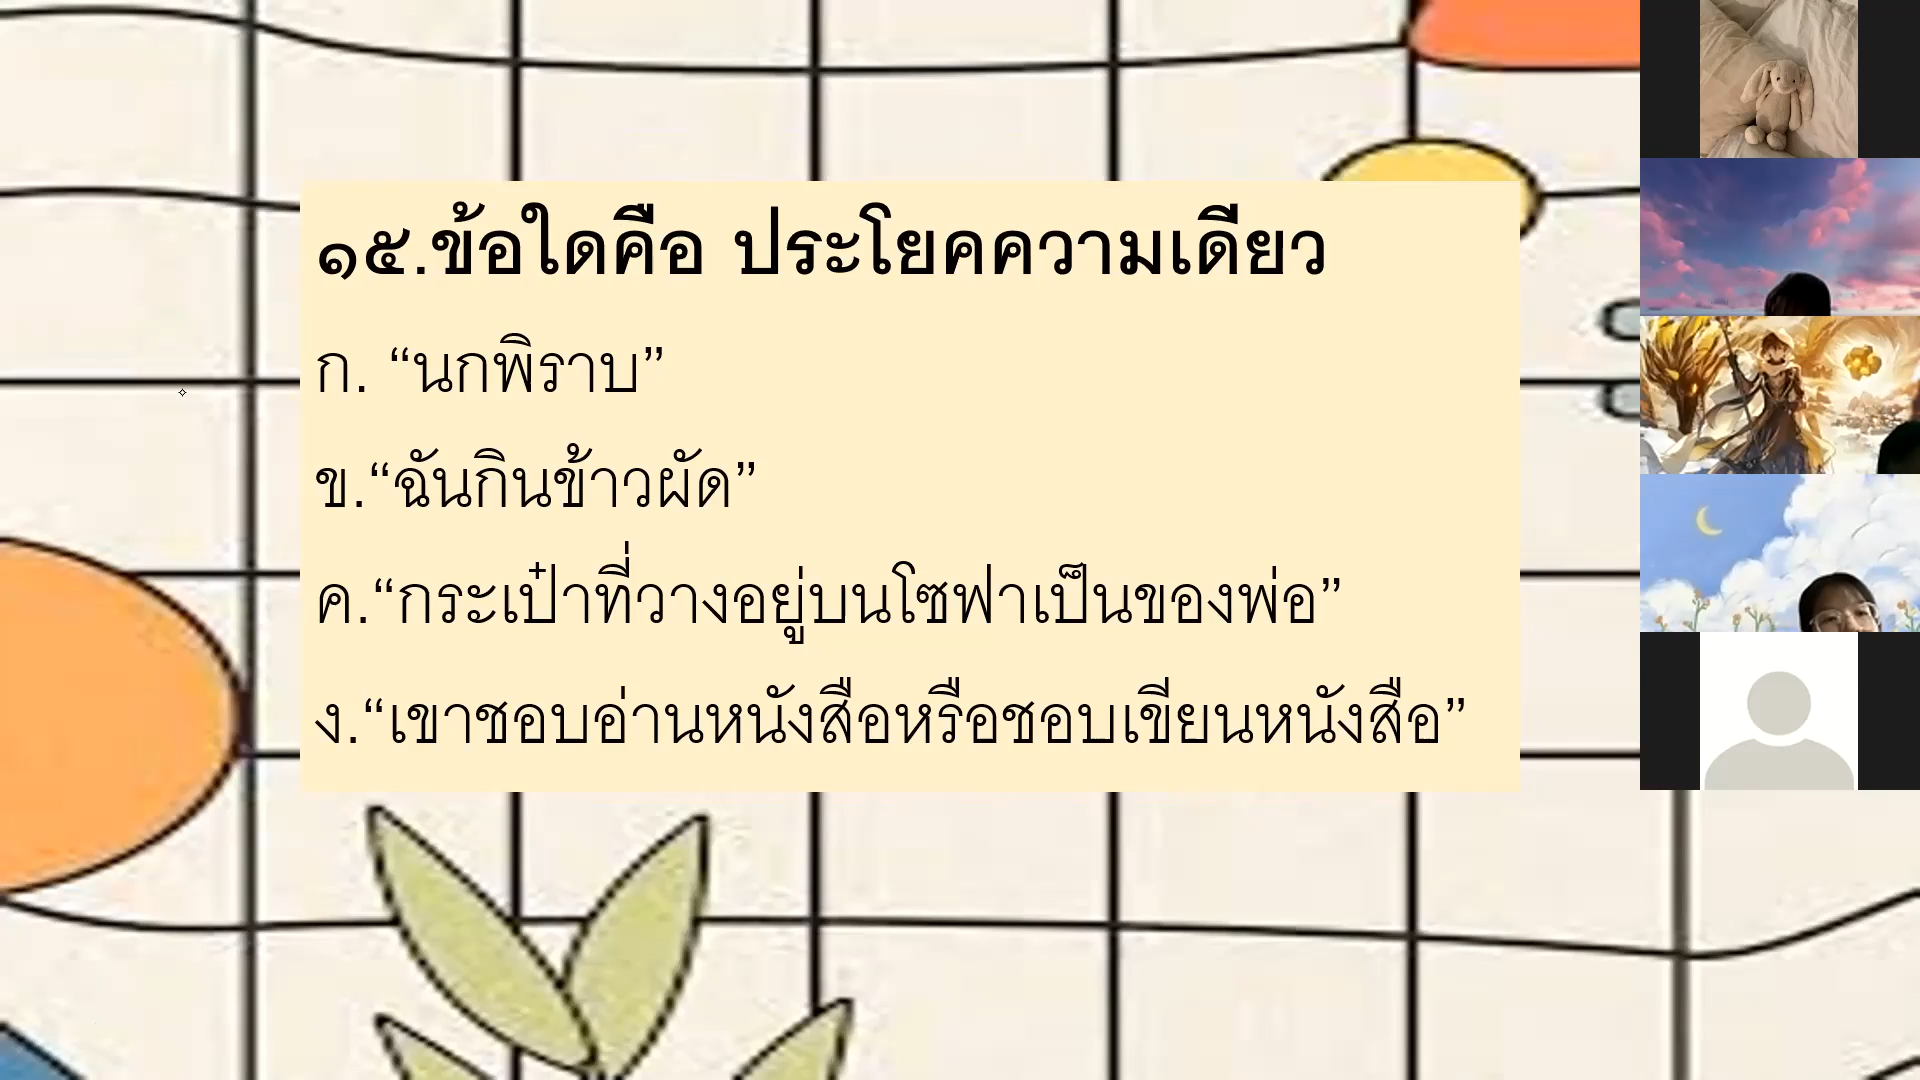 ๑๕.ข้อใดคือ ประโยคความเดียว
ก. “นกพิราบ”
ข.“ฉันกินข้าวผัด”
ค.“กระเป๋าที่วางอยู่บนโซฟาเป็นของพ่อ”
ง.“เขาชอบอ่านหนังสือหรือชอบเขียนหนังสือ”